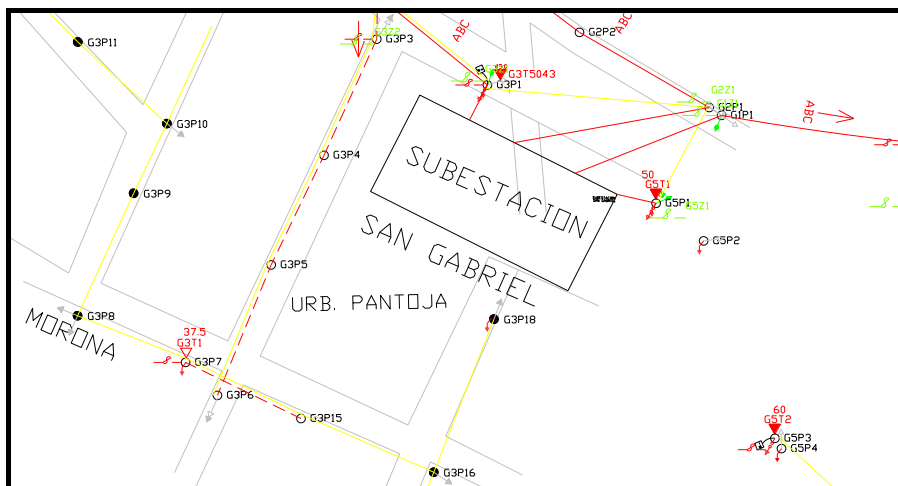 G3P11
G3Z2
G3P3
ABC
G2P2
ABC
G3T5043
G3P1
G2Z1
G2P1
G1P1
ABC
G3P10
G3P4
G3P9
SUBESTACION
50
G5T1
G5P1
G5Z1
SAN GABRIEL
G5P2
G3P5
URB. PANTOJA
G3P8
MORONA
G3P18
37.5
G3T1
G3P7
G3P6
G3P15
60
G5T2
G5P3
G5P4
G3P16